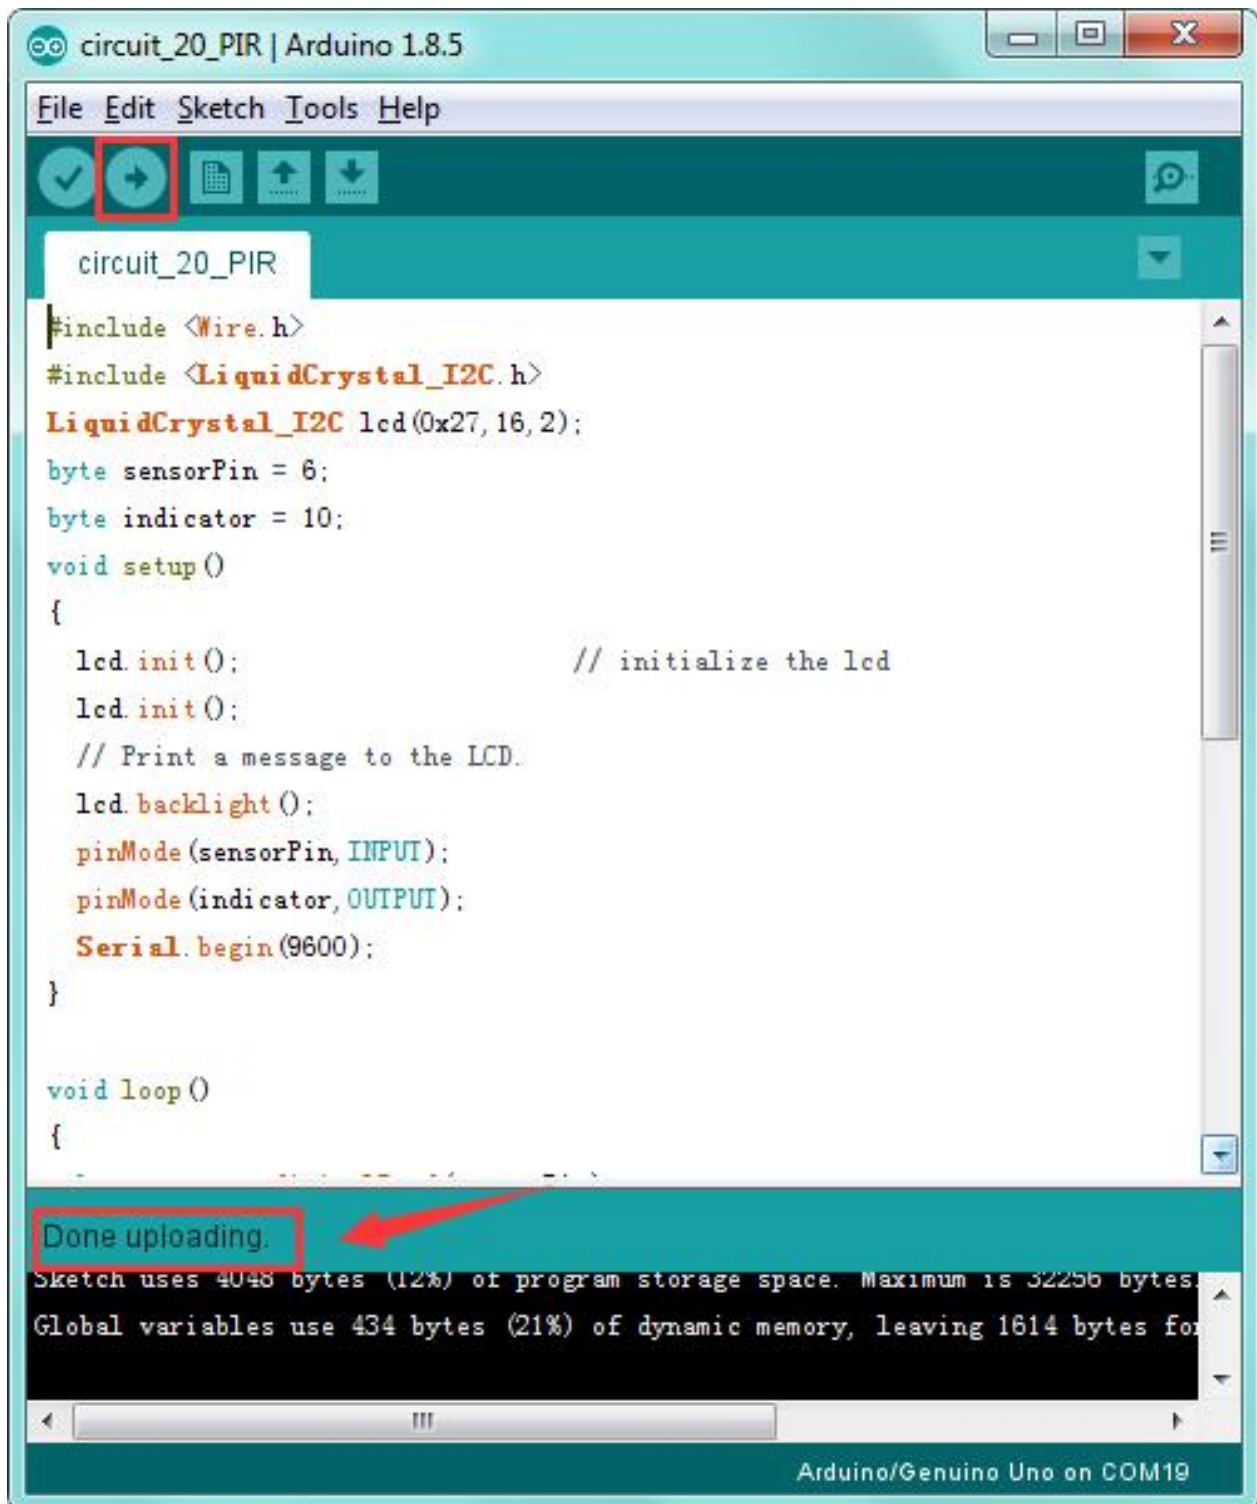 circuit_20_PIR | Arduino 1.8.5
File Edit Sketch Tools Help
circuit_20_PIR
#include <Wire.h>
#include <LiquidCrystal_I2C.h>
LiquidCrystal_I2C lcd(0x27,16,2);
byte sensorPin = 6;
byte indicator = 10;
void setup()
{
  lcd.init();                      // initialize the lcd
  lcd.init();
  // Print a message to the LCD.
  lcd.backlight();
  pinMode(sensorPin,INPUT);
  pinMode(indicator,OUTPUT);
  Serial.begin(9600);
}
void loop()
{
Done uploading.
Sketch uses 4048 bytes (12%) of program storage space. Maximum is 32256 bytes.
Global variables use 434 bytes (21%) of dynamic memory, leaving 1614 bytes for
Arduino/Genuino Uno on COM19